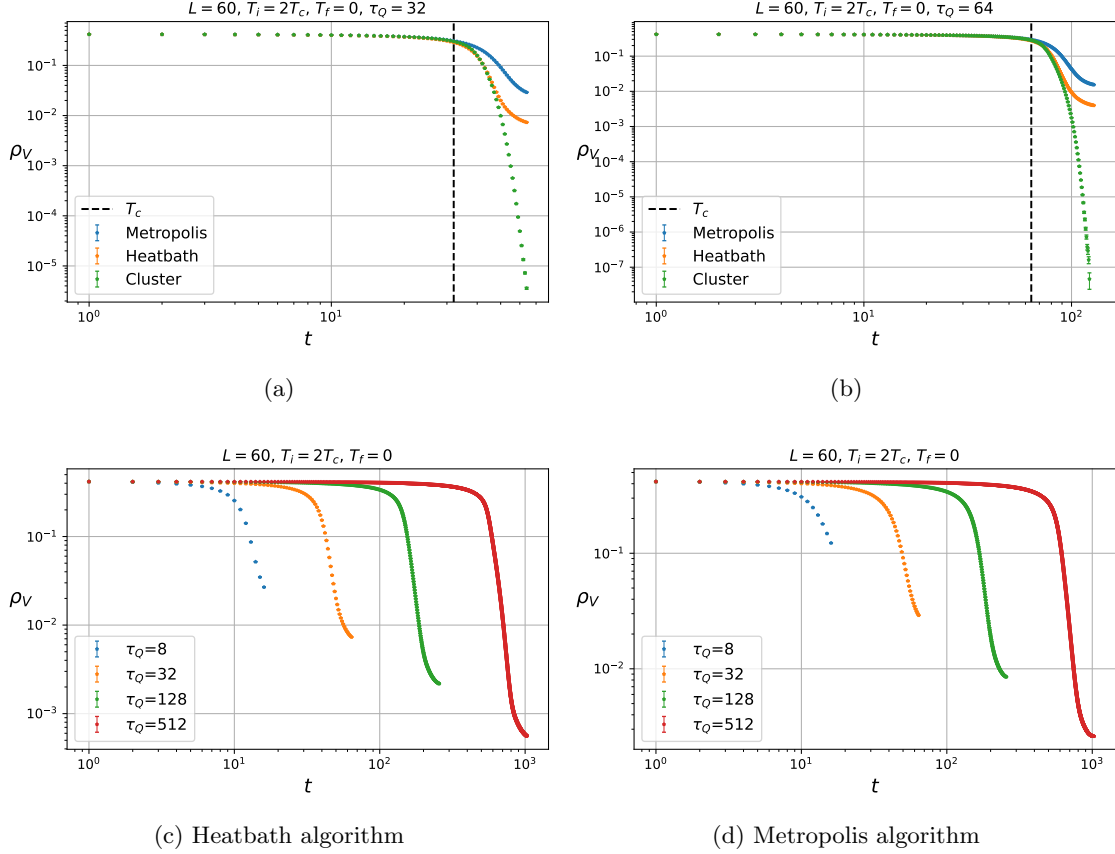 L = 60, T_i = 2T_c, T_f = 0, τ_Q = 32
10^{-1}
10^{-2}
ρ_V
10^{-3}
10^{-4}
10^{-5}
T_c
Metropolis
Heatbath
Cluster
10^0
10^1
t
(a)
L = 60, T_i = 2T_c, T_f = 0, τ_Q = 64
10^{-1}
10^{-2}
10^{-3}
ρ_V
10^{-4}
10^{-5}
10^{-6}
10^{-7}
T_c
Metropolis
Heatbath
Cluster
10^0
10^1
10^2
t
(b)
L = 60, T_i = 2T_c, T_f = 0
10^{-1}
ρ_V
10^{-2}
10^{-3}
τ_Q=8
τ_Q=32
τ_Q=128
τ_Q=512
10^0
10^1
10^2
10^3
t
(c) Heatbath algorithm
L = 60, T_i = 2T_c, T_f = 0
10^{-1}
ρ_V
10^{-2}
τ_Q=8
τ_Q=32
τ_Q=128
τ_Q=512
10^0
10^1
10^2
10^3
t
(d) Metropolis algorithm